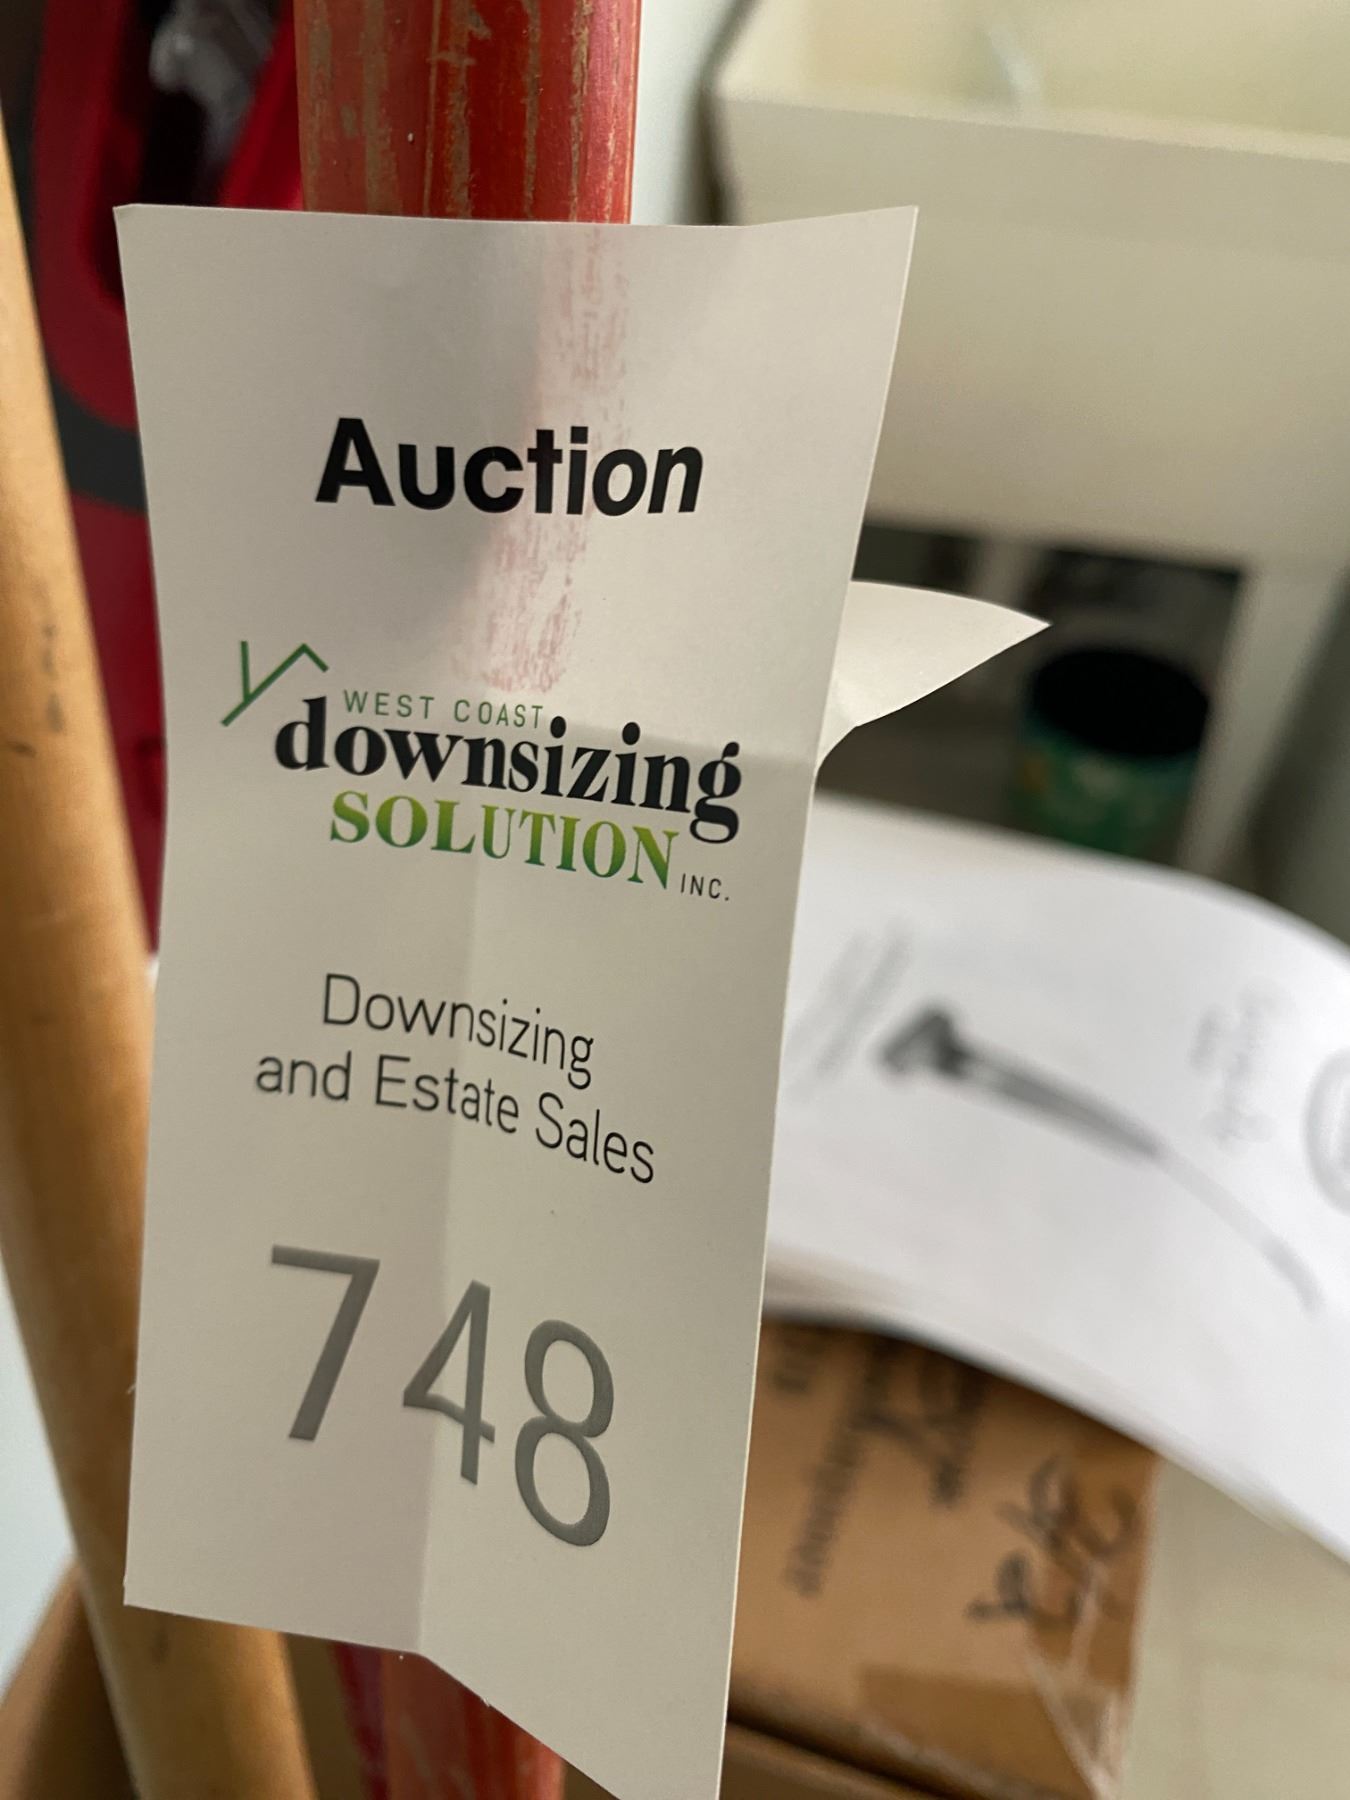 Auction
WEST COAST
downsizing
SOLUTION INC.
Downsizing
and Estate Sales
748